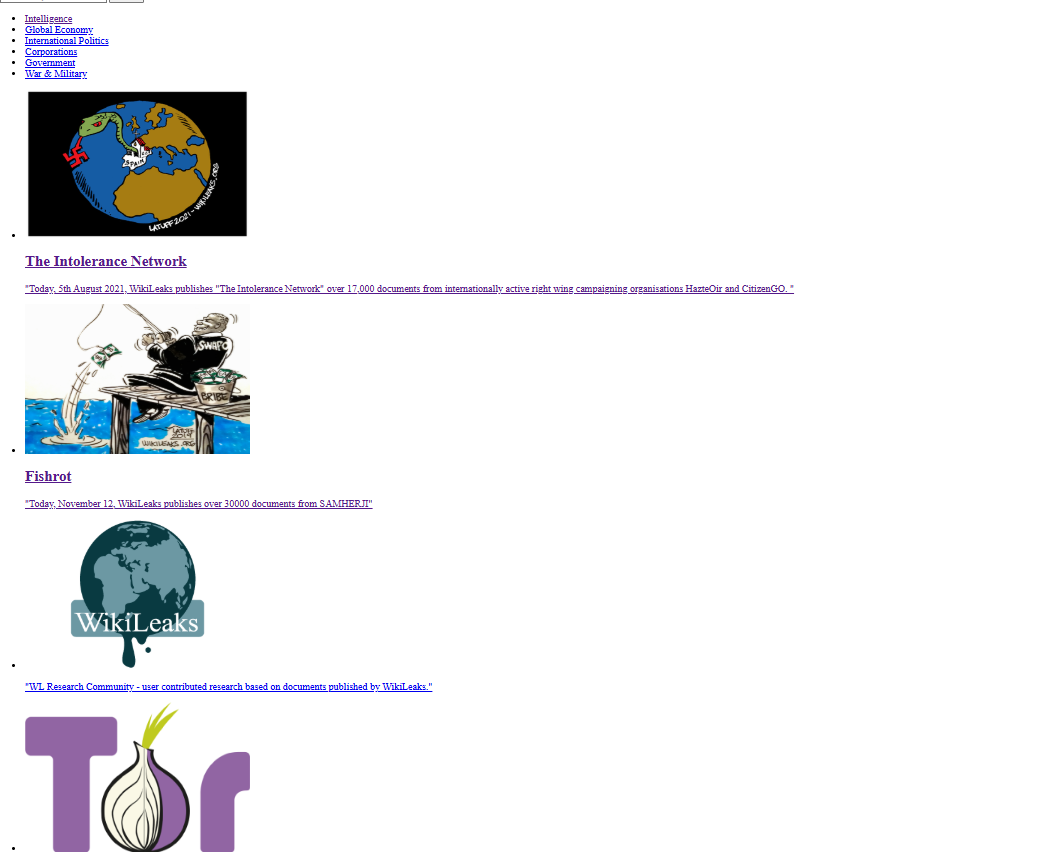 Intelligence
Global Economy
International Politics
Corporations
Government
War & Military
SPAIN
LATUFF 2021 - WIKILEAKS.ORG
The Intolerance Network
"Today, 5th August 2021, WikiLeaks publishes "The Intolerance Network" over 17,000 documents from internationally active right wing campaigning organisations HazteOir and CitizenGO. "
SWAPO
BRIBE
LATUFF
2019
WIKILEAKS.ORG
Fishrot
"Today, November 12, WikiLeaks publishes over 30000 documents from SAMHERJI"
WikiLeaks
"WL Research Community - user contributed research based on documents published by WikiLeaks."
Tor